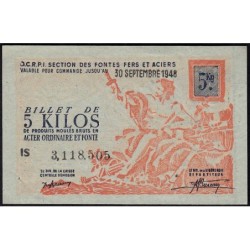 O.C.R.P.I SECTION DES FONTES FERS ET ACIERS
VALABLE POUR COMMANDE JUSQU'AU 30 SEPTEMBRE 1948
5 KG
BILLET DE
5 KILOS
DE PRODUITS MOULÉS BRUTS EN
ACIER ORDINAIRE ET FONTE
IS 3,118,505